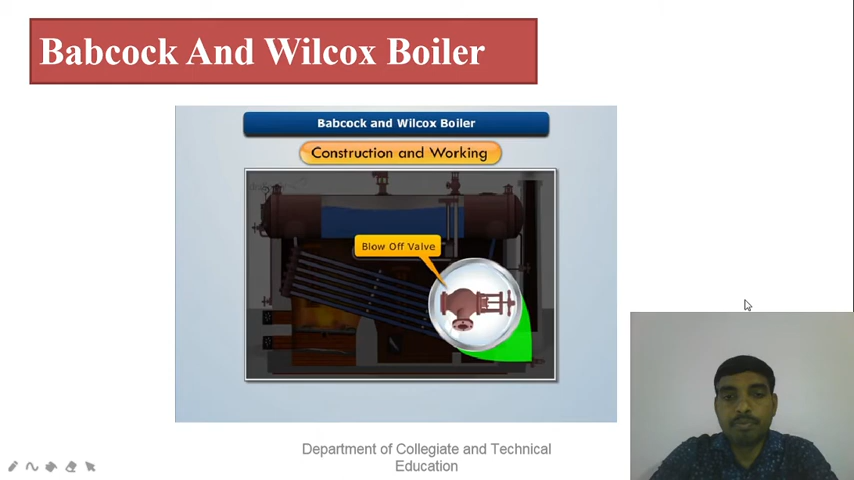 Babcock And Wilcox Boiler
Babcock and Wilcox Boiler
Construction and Working
Blow Off Valve
Department of Collegiate and Technical
Education